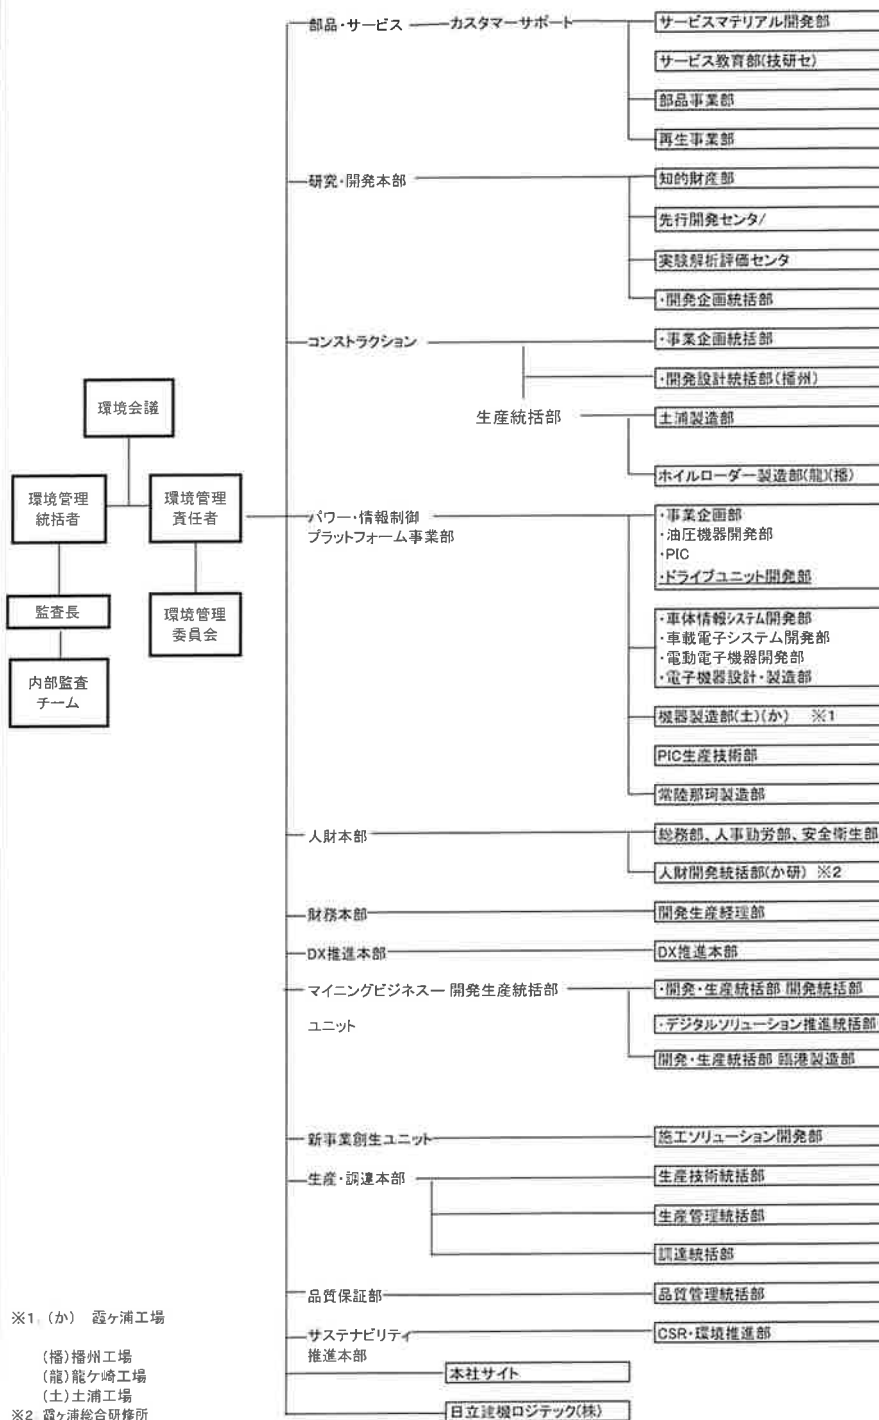 部品・サービス カスタマーサポート サービスマテリアル開発部
サービス教育部(技研セ)
部品事業部
再生事業部
研究・開発本部 知的財産部
先行開発センタ/
実験解析評価センタ
・開発企画統括部
コンストラクション ・事業企画統括部
・開発設計統括部(播州)
生産統括部 土浦製造部
ホイルローダー製造部(龍)(播)
環境会議
環境管理
統括者
環境管理
責任者
監査長
環境管理
委員会
内部監査
チーム
パワー・情報制御
プラットフォーム事業部
・事業企画部
・油圧機器開発部
・PIC
・ドライブユニット開発部
・車体情報システム開発部
・車載電子システム開発部
・電動電子機器開発部
・電子機器設計・製造部
機器製造部(土)(か) ※1
PIC生産技術部
常陸那珂製造部
人財本部 総務部、人事勤労部、安全衛生部
人財開発統括部(か研) ※2
財務本部 開発生産経理部
DX推進本部 DX推進本部
マイニングビジネス 開発生産統括部 ・開発・生産統括部 開発統括部
ユニット ・デジタルソリューション推進統括部
開発・生産統括部 臨港製造部
新事業創生ユニット 施工ソリューション開発部
生産・調達本部 生産技術統括部
生産管理統括部
調達統括部
品質保証部 品質管理統括部
サステナビリティ
推進本部
CSR・環境推進部
本社サイト
日立建機ロジテック(株)
※1. (か) 霞ヶ浦工場
(播)播州工場
(龍)龍ケ崎工場
(土)土浦工場
※2. 霞ヶ浦総合研修所